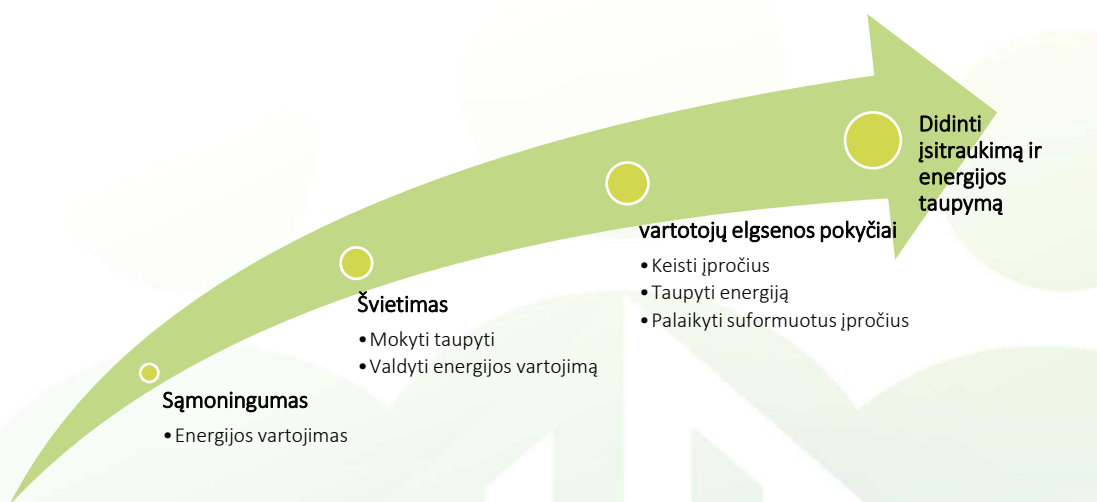 Sąmoningumas
•Energijos vartojimas
Švietimas
•Mokyti taupyti
•Valdyti energijos vartojimą
vartotojų elgsenos pokyčiai
•Keisti įpročius
•Taupyti energiją
•Palaikyti suformuotus įpročius
Didinti
įsitraukimą ir
energijos
taupymą